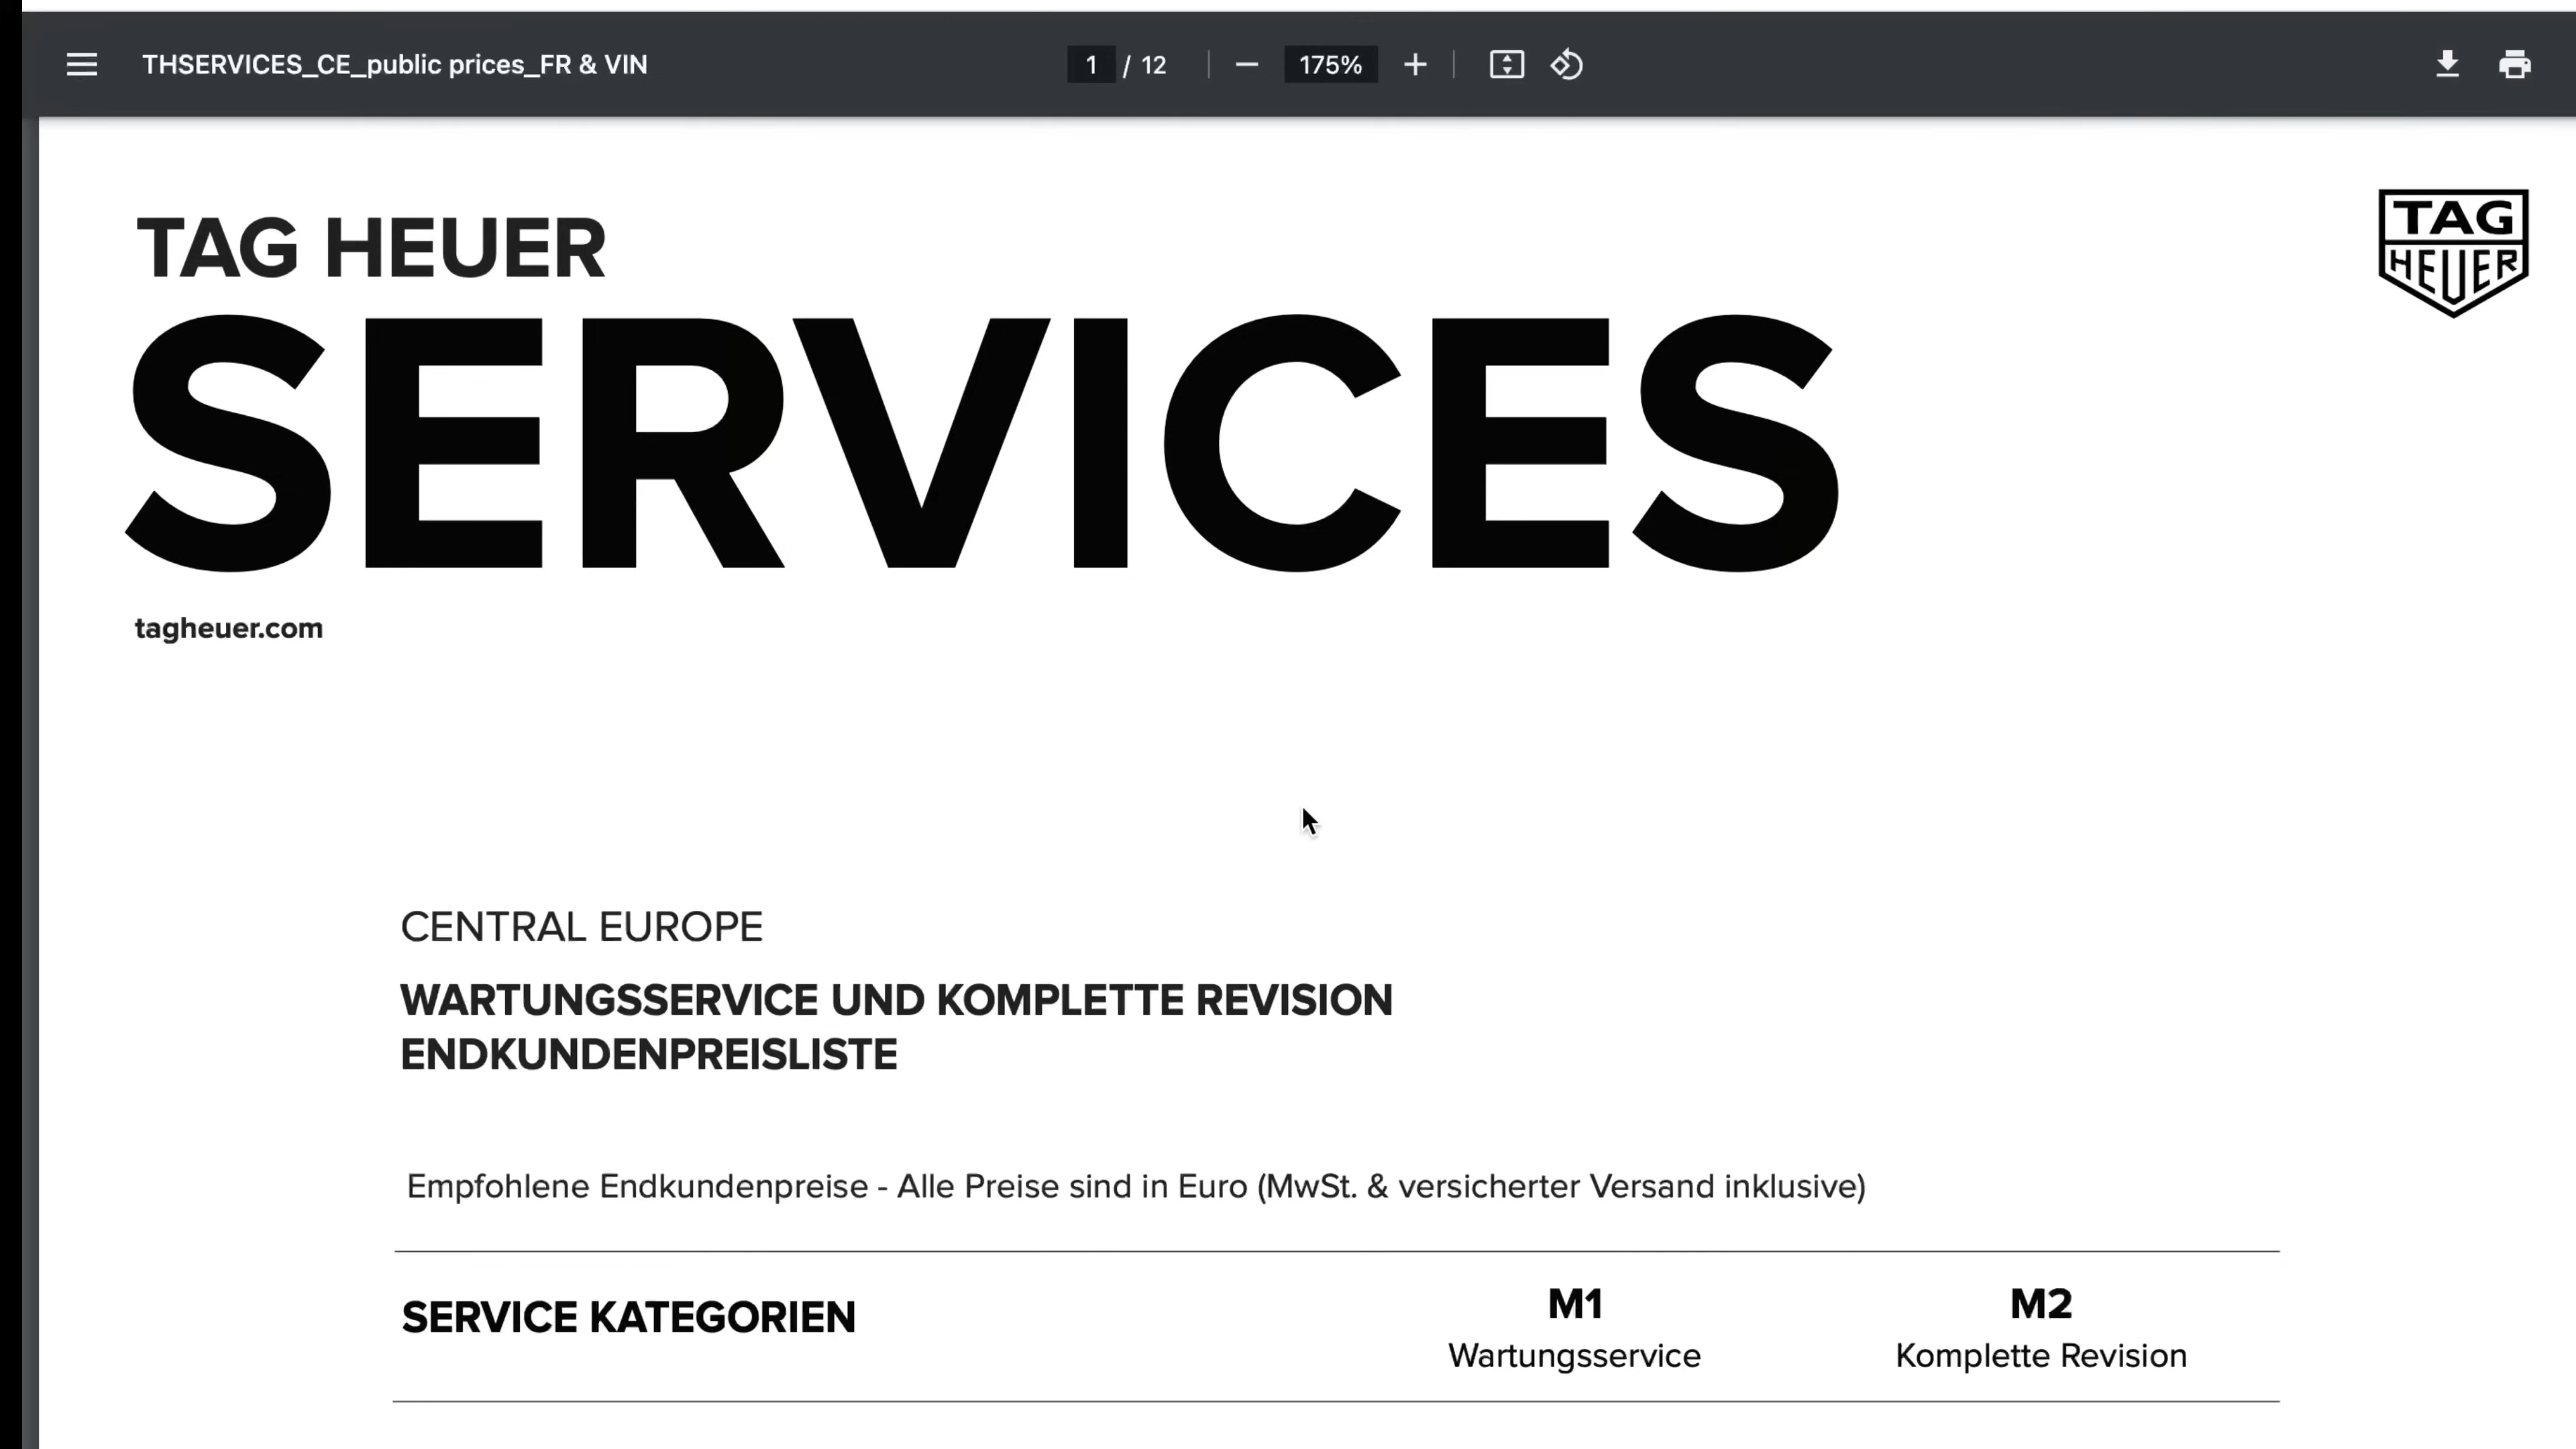 THSERVICES_CE_public prices_FR & VIN
1 / 12
175%
TAG HEUER
TAG
HEUER
SERVICES
tagheuer.com
CENTRAL EUROPE
WARTUNGSSERVICE UND KOMPLETTE REVISION
ENDKUNDENPREISLISTE
Empfohlene Endkundenpreise - Alle Preise sind in Euro (MwSt. & versicherter Versand inklusive)
SERVICE KATEGORIEN
M1
Wartungsservice
M2
Komplette Revision